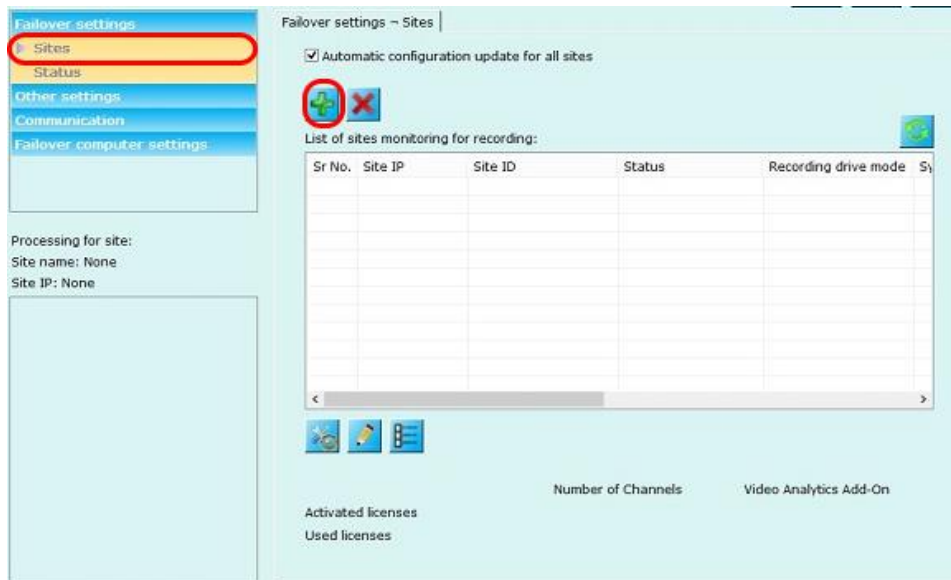 Failover settings
Sites
Status
Other settings
Communication
Failover computer settings
Processing for site:
Site name: None
Site IP: None
Failover settings – Sites
Automatic configuration update for all sites
List of sites monitoring for recording:
Sr No. Site IP Site ID Status Recording drive mode
Number of Channels Video Analytics Add-On
Activated licenses
Used licenses